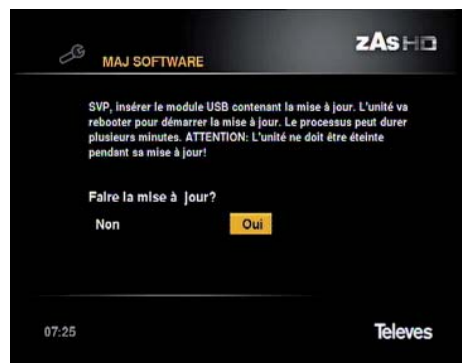 zAs HD
MAJ SOFTWARE
SVP, insérer le module USB contenant la mise à jour. L'unité va
rebooter pour démarrer la mise à jour. Le processus peut durer
plusieurs minutes. ATTENTION: L'unité ne doit être éteinte
pendant sa mise à jour!
Faire la mise à jour?
Non Oui
07:25 Televes